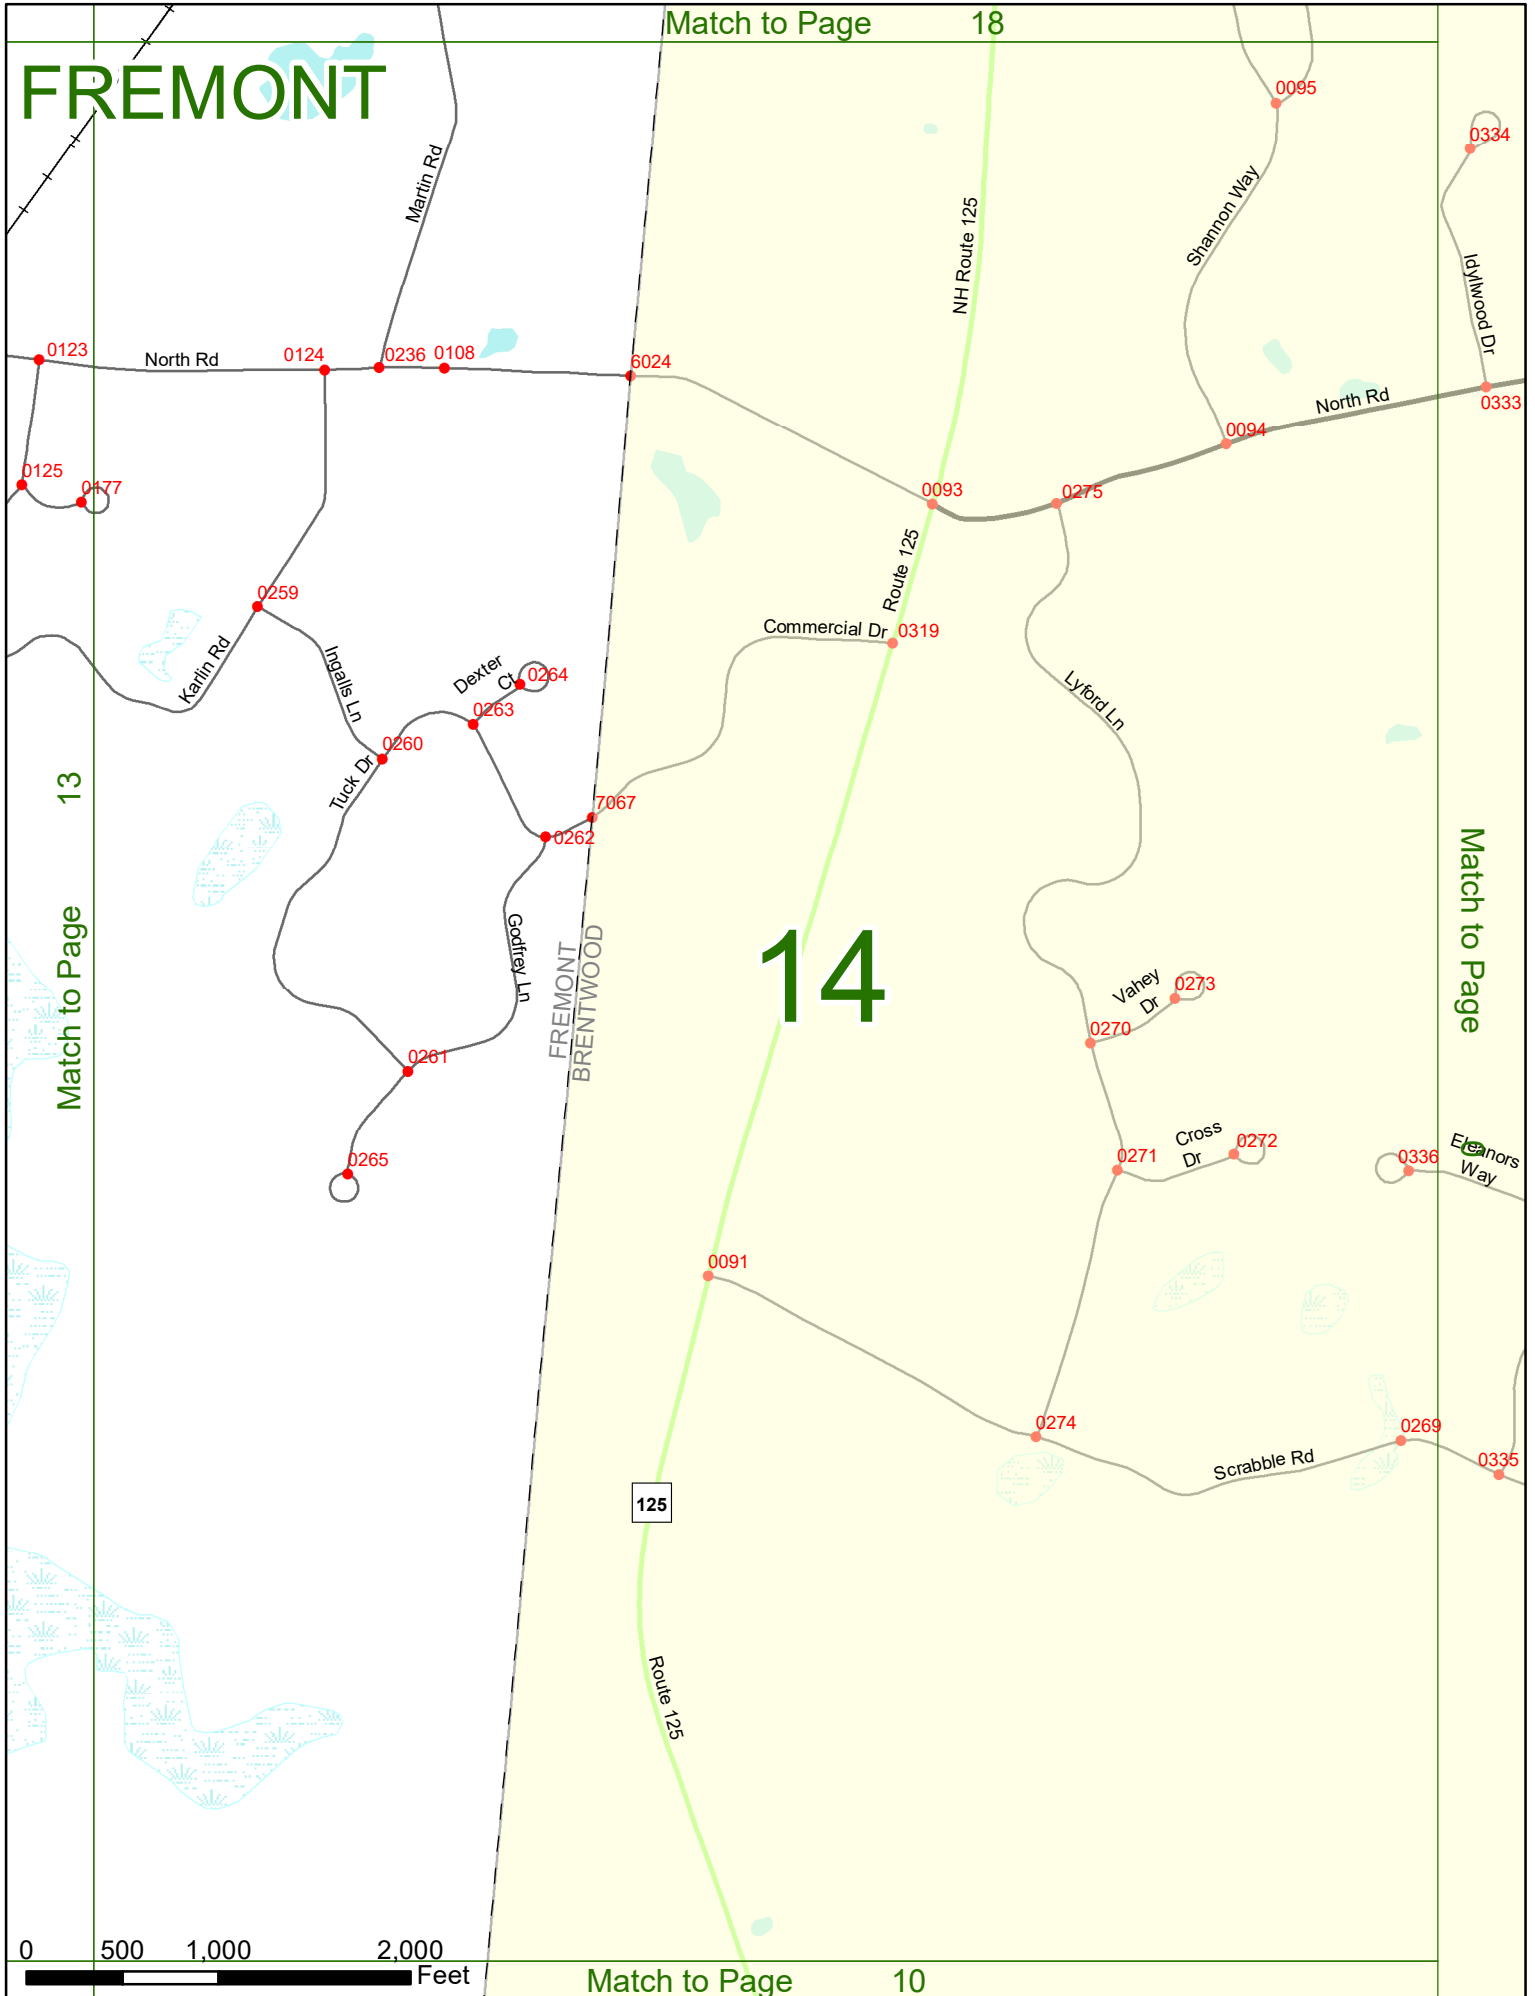 Match to Page 18
FREMONT
0095
0334
Martin Rd
Shannon Way
NH Route 125
Idyllwood Dr
0123
North Rd
0124
0236
0108
6024
0333
North Rd
0094
0125
0177
0093
0275
Route 125
0259
Commercial Dr
0319
Karlin Rd
Ingalls Ln
Dexter
Ct
0264
0263
Lyford Ln
0260
Tuck Dr
7067
0262
Match to Page 13
Match to Page 9
Godfrey Ln
FREMONT
BRENTWOOD
14
Vahey
Dr
0273
0270
0261
Cross
Dr
0272
0271
0265
0336
Eleanors
Way
0091
0274
0269
Scrabble Rd
0335
125
Route 125
0 500 1,000 2,000
Feet
Match to Page 10